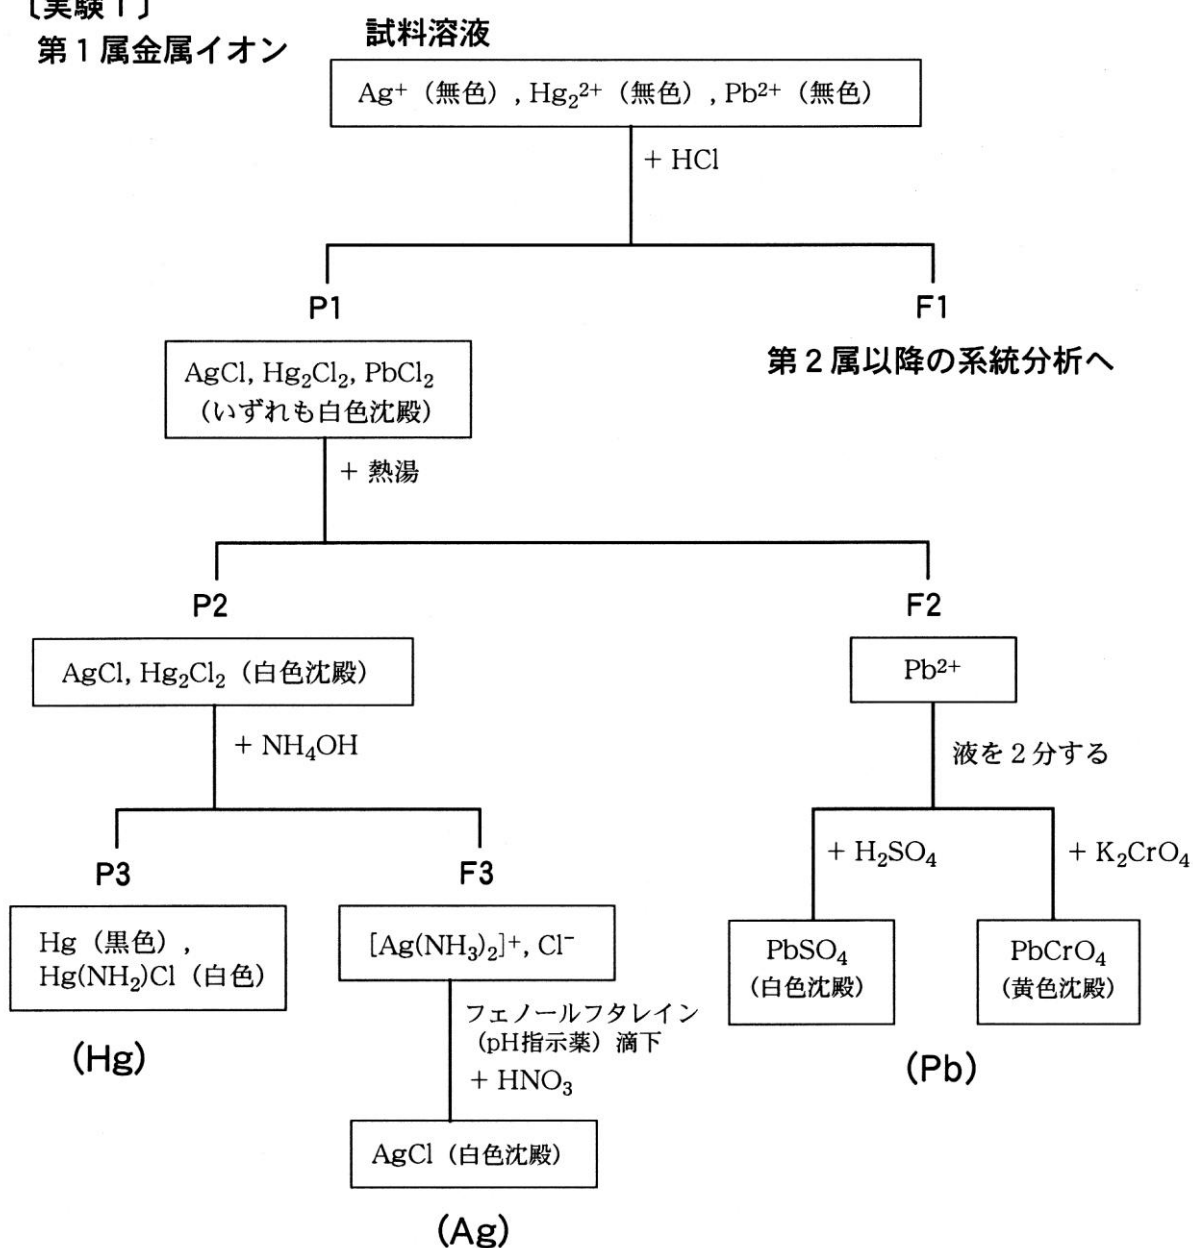 〔実験1〕
第1属金属イオン
試料溶液
Ag⁺（無色）, Hg₂²⁺（無色）, Pb²⁺（無色）
+ HCl
P1
F1
AgCl, Hg₂Cl₂, PbCl₂
（いずれも白色沈殿）
第2属以降の系統分析へ
+ 熱湯
P2
F2
AgCl, Hg₂Cl₂（白色沈殿）
Pb²⁺
+ NH₄OH
液を2分する
P3
F3
+ H₂SO₄
+ K₂CrO₄
Hg（黒色）,
Hg(NH₂)Cl（白色）
[Ag(NH₃)₂]⁺, Cl⁻
PbSO₄
（白色沈殿）
PbCrO₄
（黄色沈殿）
(Hg)
フェノールフタレイン
（pH指示薬）滴下
+ HNO₃
(Pb)
AgCl（白色沈殿）
(Ag)